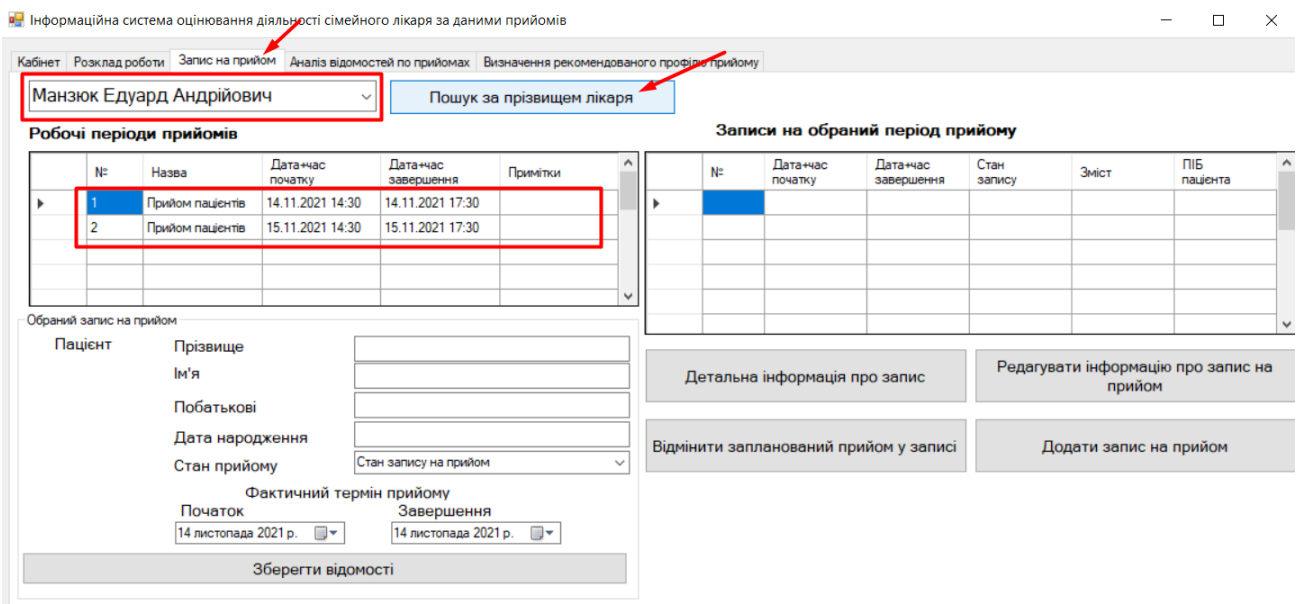 Інформаційна система оцінювання діяльності сімейного лікаря за даними прийомів
Кабінет Розклад роботи Запис на прийом Аналіз відомостей по прийомах Визначення рекомендованого профілю прийому
Манзюк Едуард Андрійович Пошук за прізвищем лікаря
Робочі періоди прийомів
№ Назва Дата+час початку Дата+час завершення Примітки
1 Прийом пацієнтів 14.11.2021 14:30 14.11.2021 17:30
2 Прийом пацієнтів 15.11.2021 14:30 15.11.2021 17:30
Записи на обраний період прийому
№ Дата+час початку Дата+час завершення Стан запису Зміст ПІБ пацієнта
Обраний запис на прийом
Пацієнт Прізвище
Ім'я
Побатькові
Дата народження
Стан прийому Стан запису на прийом
Фактичний термін прийому
Початок Завершення
14 листопада 2021 р. 14 листопада 2021 р.
Зберегти відомості
Детальна інформація про запис
Редагувати інформацію про запис на
прийом
Відмінити запланований прийом у записі
Додати запис на прийом